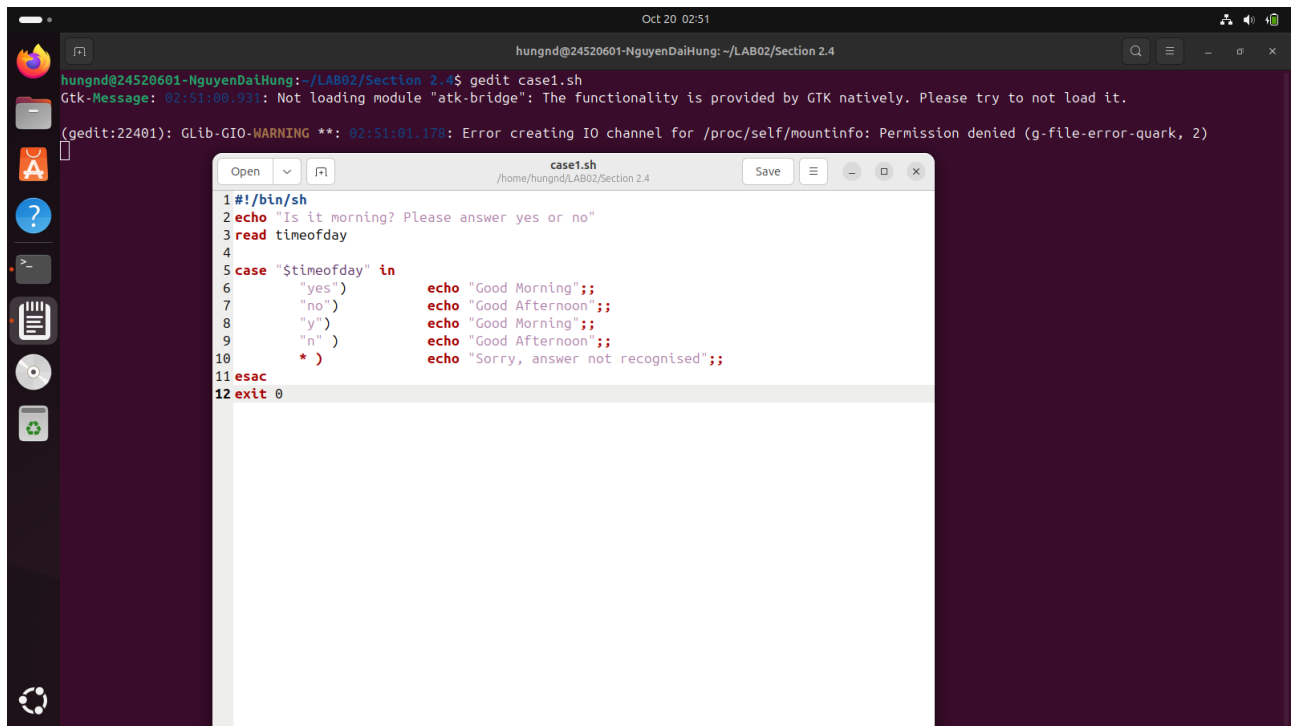 Oct 20 02:51
hungnd@24520601-NguyenDaiHung: ~/LAB02/Section 2.4
hungnd@24520601-NguyenDaiHung:~/LAB02/Section 2.4$ gedit case1.sh
Gtk-Message: 02:51:00.931: Not loading module "atk-bridge": The functionality is provided by GTK natively. Please try to not load it.
(gedit:22401): GLib-GIO-WARNING **: 02:51:01.178: Error creating IO channel for /proc/self/mountinfo: Permission denied (g-file-error-quark, 2)
Open case1.sh Save
/home/hungnd/LAB02/Section 2.4
1 #!/bin/sh
2 echo "Is it morning? Please answer yes or no"
3 read timeofday
4
5 case "$timeofday" in
6 "yes") echo "Good Morning";;
7 "no") echo "Good Afternoon";;
8 "y") echo "Good Morning";;
9 "n" ) echo "Good Afternoon";;
10 * ) echo "Sorry, answer not recognised";;
11 esac
12 exit 0